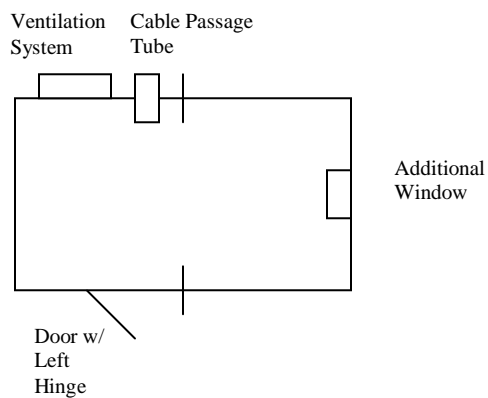 Ventilation
System
Cable Passage
Tube
Additional
Window
Door w/
Left
Hinge